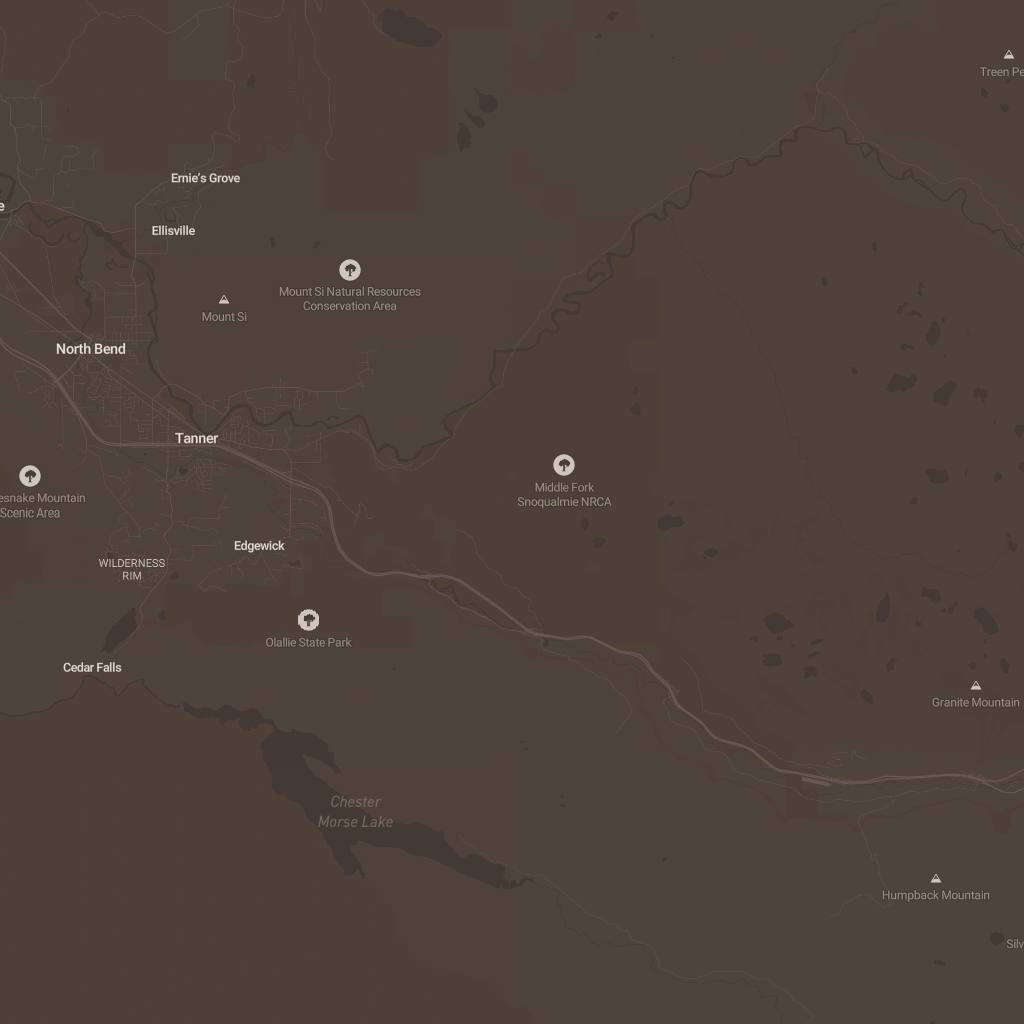 Treen Pe
Ernie's Grove
e
Ellisville
Mount Si Natural Resources
Conservation Area
Mount Si
North Bend
Tanner
esnake Mountain
Scenic Area
Middle Fork
Snoqualmie NRCA
Edgewick
WILDERNESS
RIM
Olallie State Park
Cedar Falls
Granite Mountain
Chester
Morse Lake
Humpback Mountain
Silv